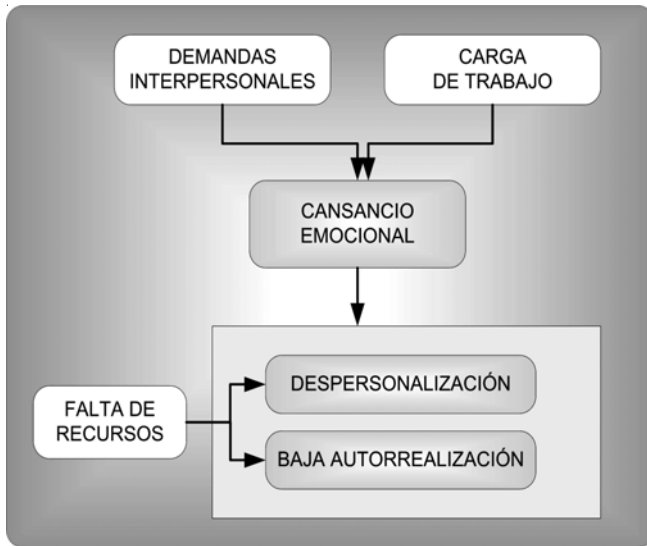 DEMANDAS
INTERPERSONALES
CARGA
DE TRABAJO
CANSANCIO
EMOCIONAL
DESPERSONALIZACIÓN
FALTA DE
RECURSOS
BAJA AUTORREALIZACIÓN